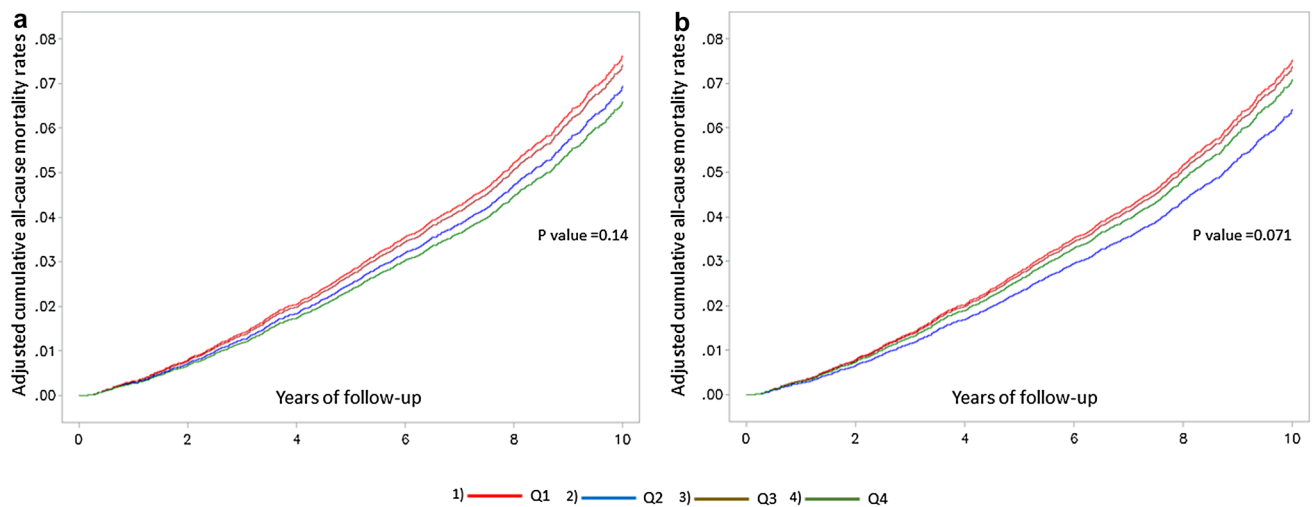 a
Adjusted cumulative all-cause mortality rates
.08
.07
.06
.05
.04
.03
.02
.01
.00
P value =0.14
Years of follow-up
0 2 4 6 8 10
b
Adjusted cumulative all-cause mortality rates
.08
.07
.06
.05
.04
.03
.02
.01
.00
P value =0.071
Years of follow-up
0 2 4 6 8 10
1) Q1 2) Q2 3) Q3 4) Q4